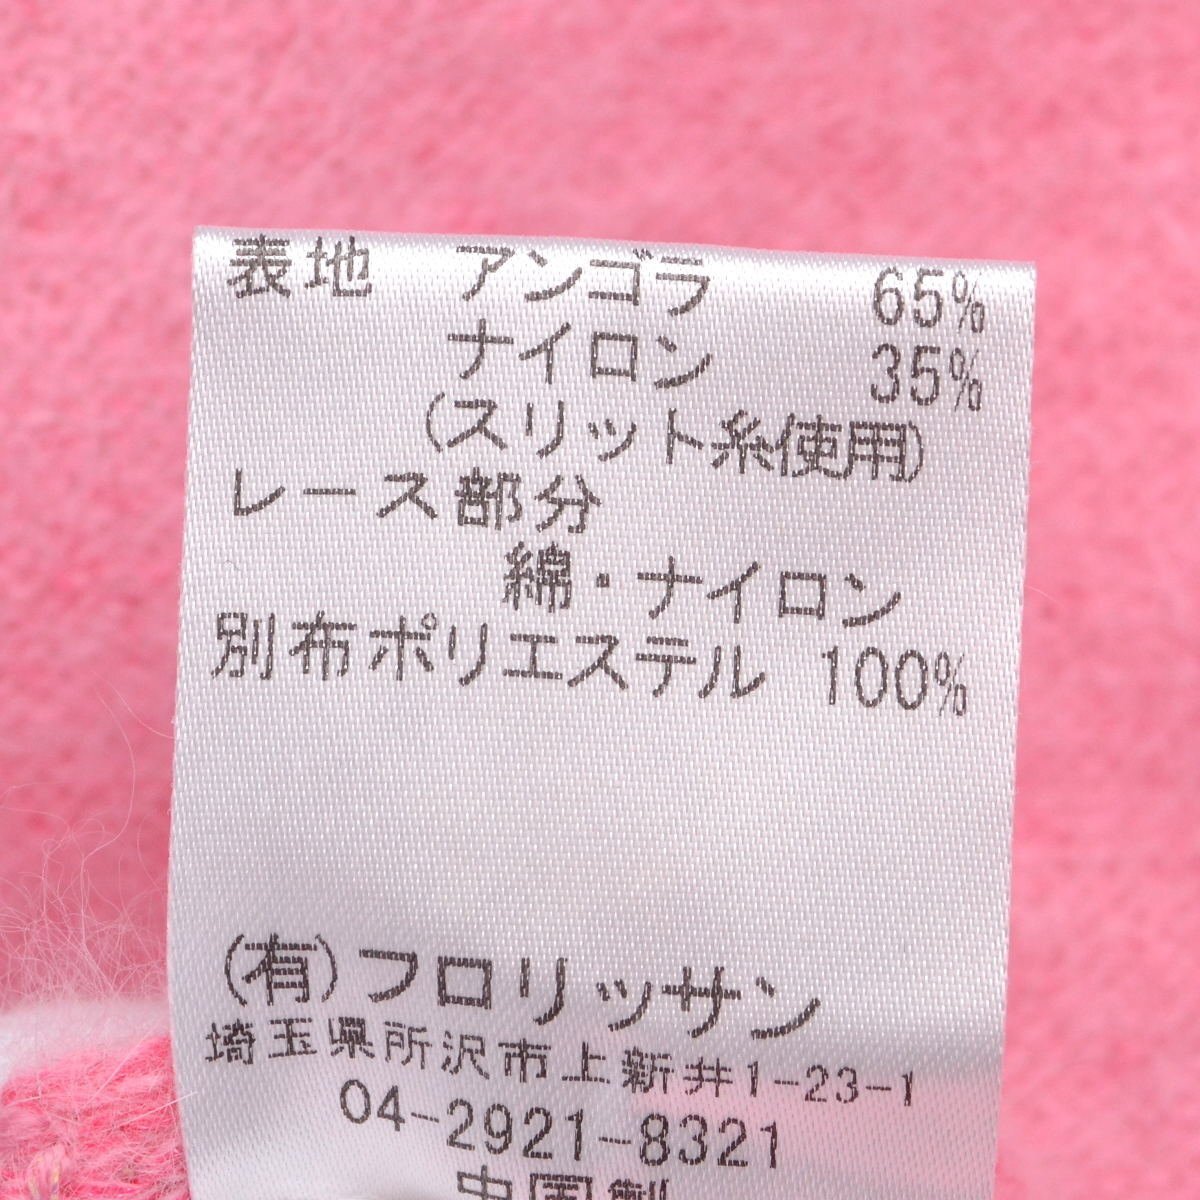 表地 アンゴラ 65%
ナイロン 35%
(スリット糸使用)
レース部分
綿・ナイロン
別布ポリエステル 100%
(有)フロリッサン
埼玉県所沢市上新井1-23-1
04-2921-8321
中国製